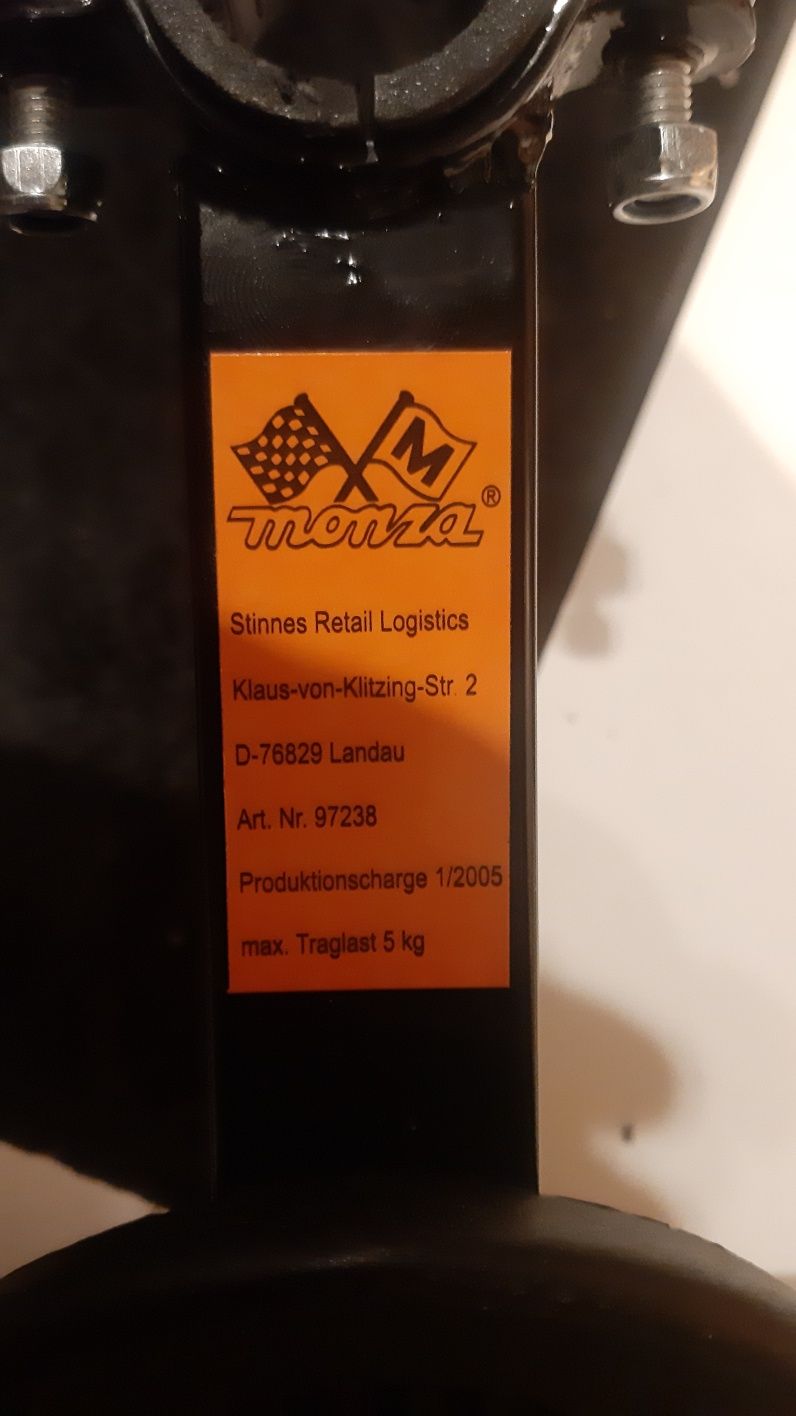 M
monza®
Stinnes Retail Logistics
Klaus-von-Klitzing-Str. 2
D-76829 Landau
Art. Nr. 97238
Produktionscharge 1/2005
max. Traglast 5 kg